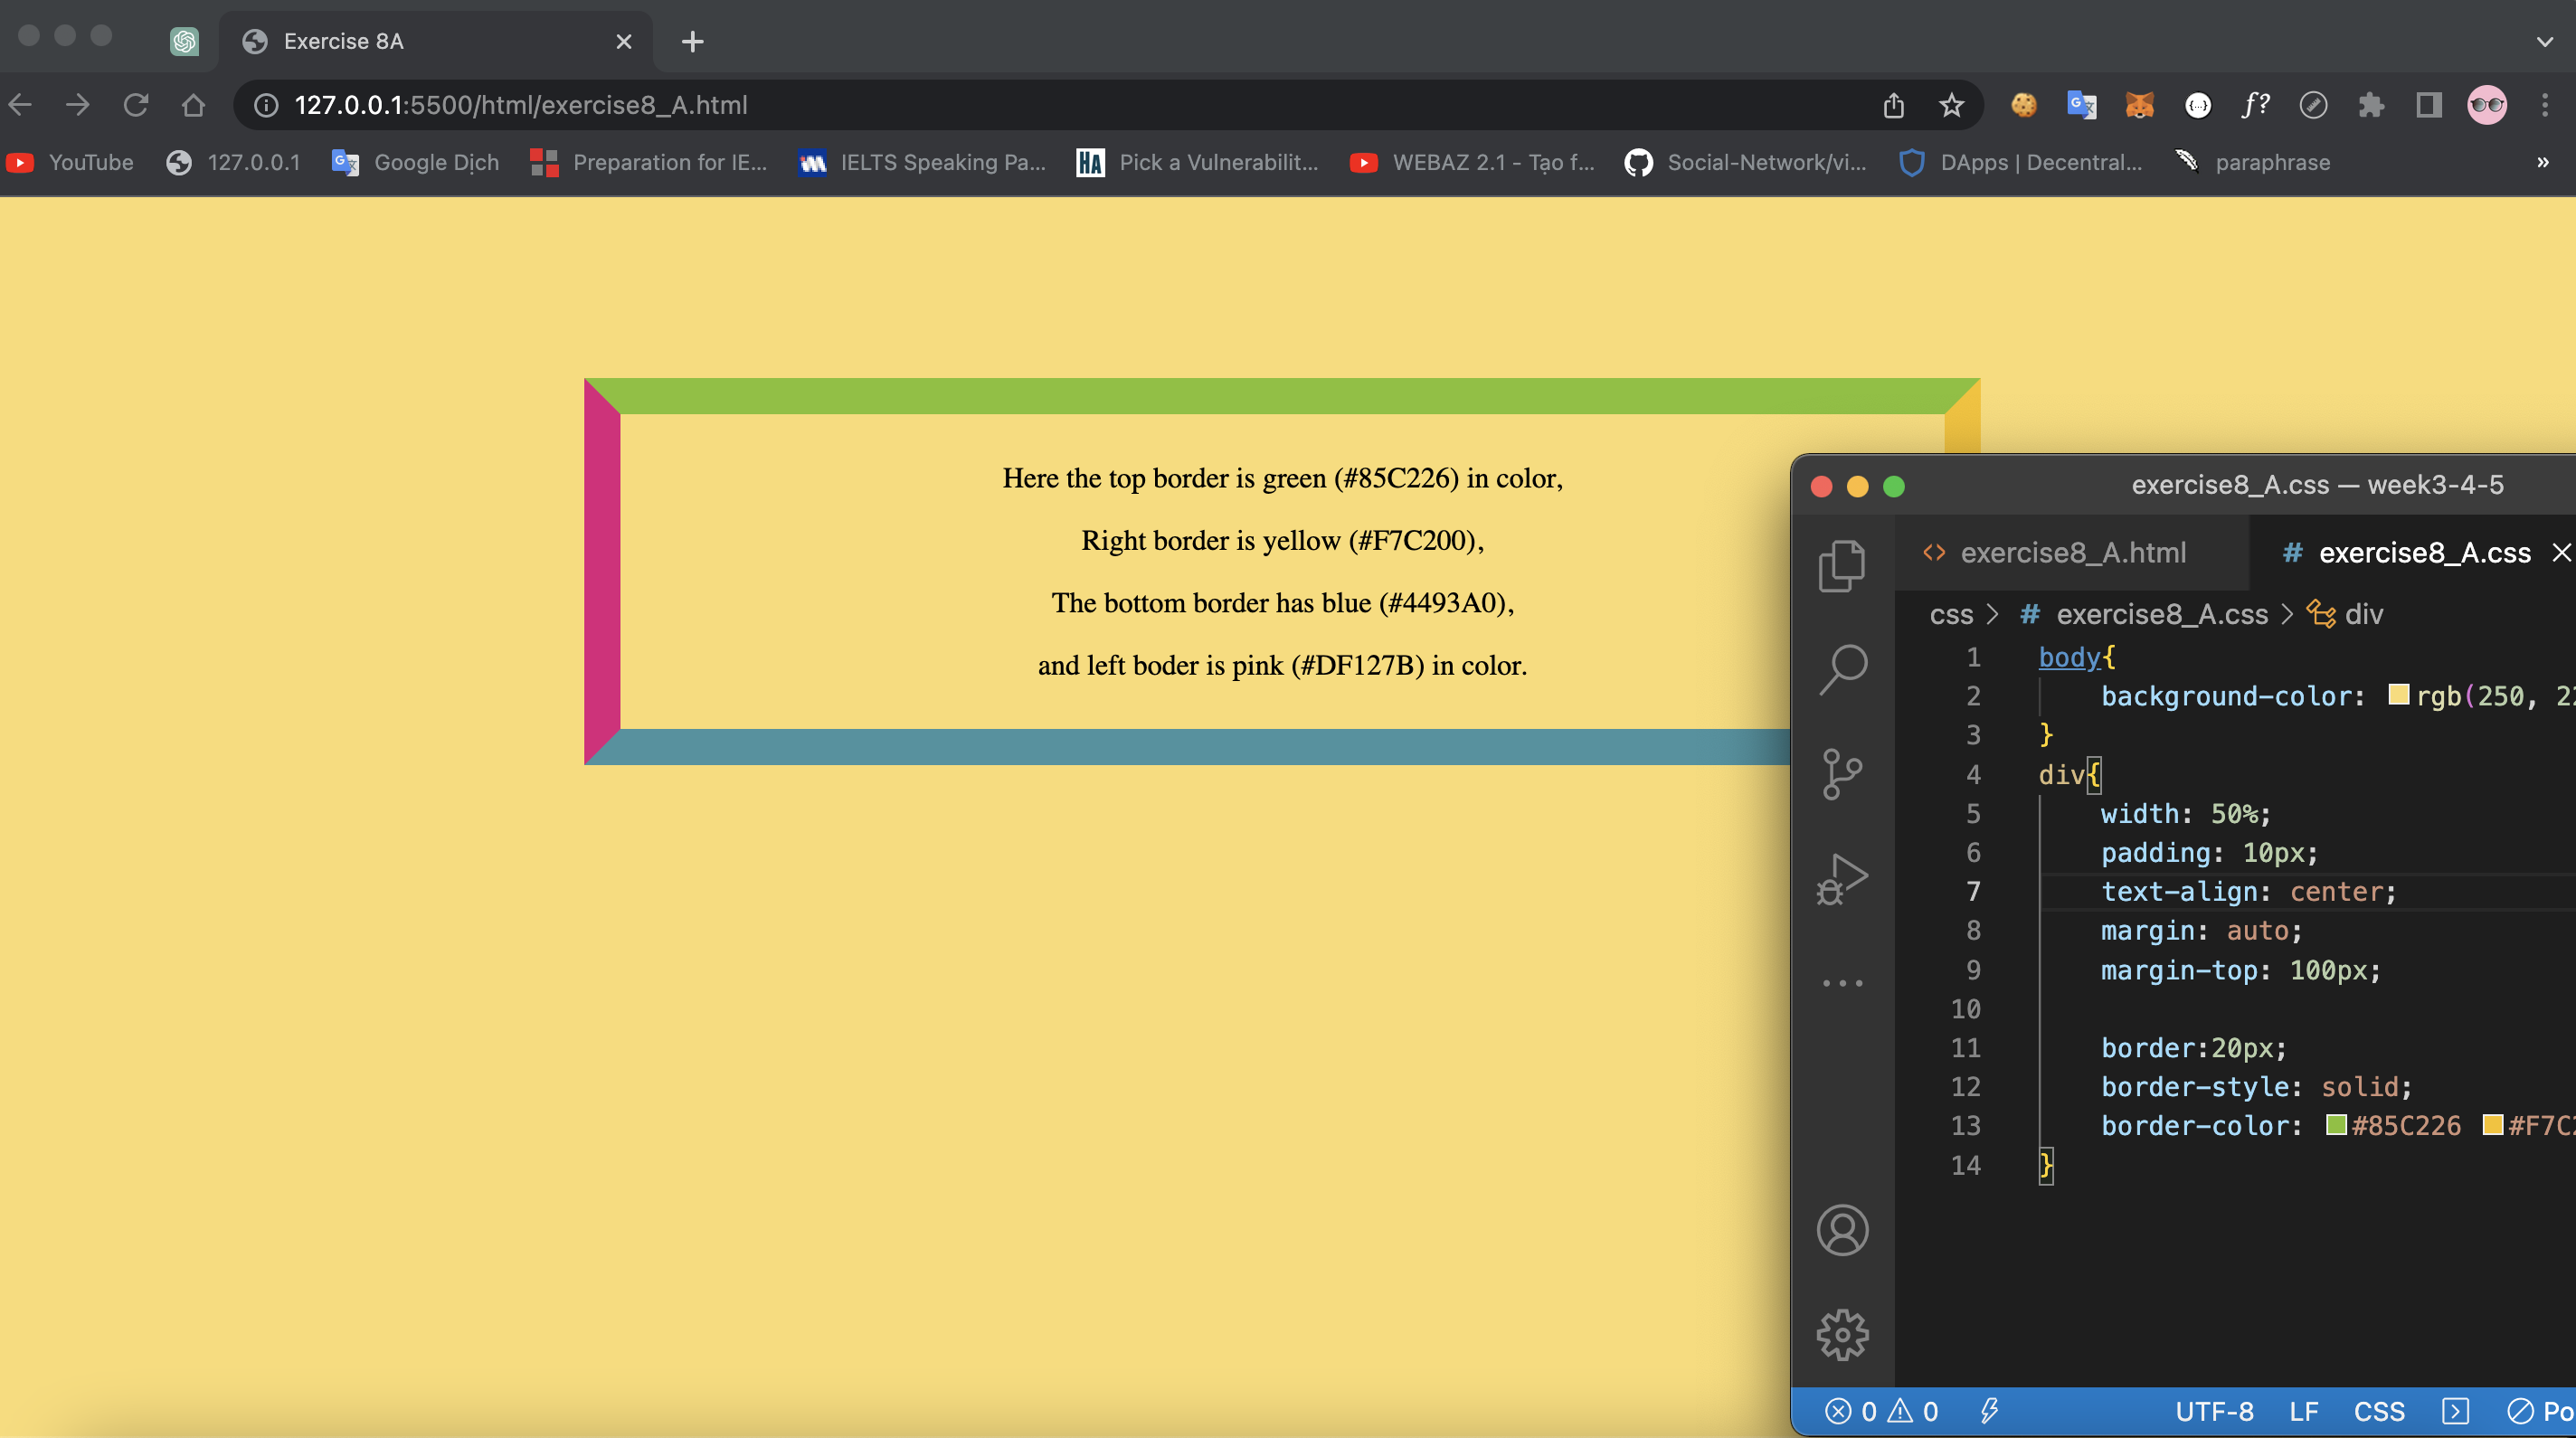 Exercise 8A
127.0.0.1:5500/html/exercise8_A.html
f?
YouTube
127.0.0.1
Google Dịch
Preparation for IE...
IELTS Speaking Pa...
HA Pick a Vulnerabilit...
WEBAZ 2.1 - Tạo f...
Social-Network/vi...
DApps | Decentral...
paraphrase
»
Here the top border is green (#85C226) in color,
Right border is yellow (#F7C200),
The bottom border has blue (#4493A0),
and left boder is pink (#DF127B) in color.
exercise8_A.css — week3-4-5
<> exercise8_A.html
# exercise8_A.css
css > # exercise8_A.css > div
1 body{
2 background-color: rgb(250, 22
3 }
4 div{
5 width: 50%;
6 padding: 10px;
7 text-align: center;
8 margin: auto;
9 margin-top: 100px;
10
11 border:20px;
12 border-style: solid;
13 border-color: #85C226 #F7C2
14 }
0 0 UTF-8 LF CSS Po